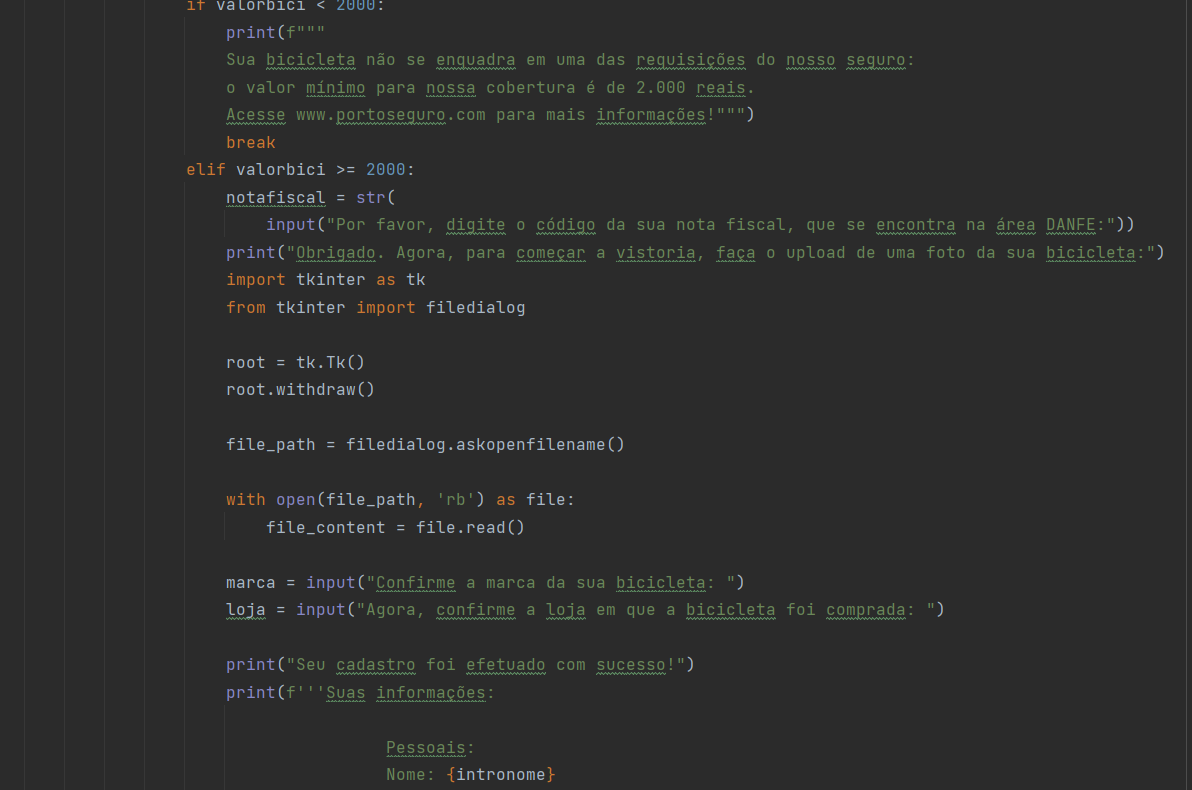 if valorbici < 2000:
print(f"""
Sua bicicleta não se enquadra em uma das requisições do nosso seguro:
o valor mínimo para nossa cobertura é de 2.000 reais.
Acesse www.portoseguro.com para mais informações!""")
break
elif valorbici >= 2000:
notafiscal = str(
input("Por favor, digite o código da sua nota fiscal, que se encontra na área DANFE:"))
print("Obrigado. Agora, para começar a vistoria, faça o upload de uma foto da sua bicicleta:")
import tkinter as tk
from tkinter import filedialog
root = tk.Tk()
root.withdraw()
file_path = filedialog.askopenfilename()
with open(file_path, 'rb') as file:
file_content = file.read()
marca = input("Confirme a marca da sua bicicleta: ")
loja = input("Agora, confirme a loja em que a bicicleta foi comprada: ")
print("Seu cadastro foi efetuado com sucesso!")
print(f'''Suas informações:
Pessoais:
Nome: {intronome}